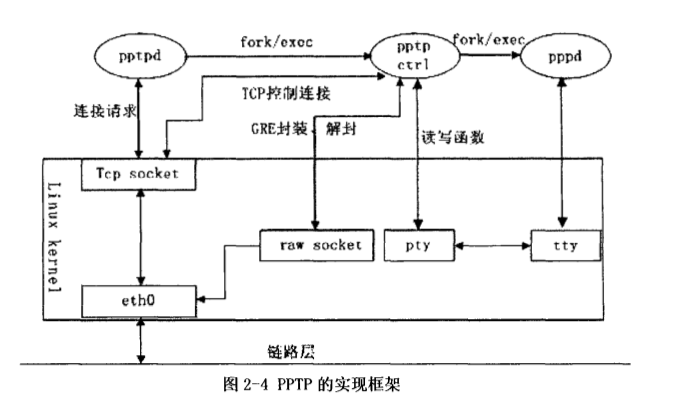 fork/exec
fork/exec
pptpd
pptp
ctrl
pppd
TCP控制连接
连接请求
GRE封装、解封
读写函数
Tcp socket
Linux kernel
raw socket
pty
tty
eth0
链路层
图 2-4 PPTP 的实现框架